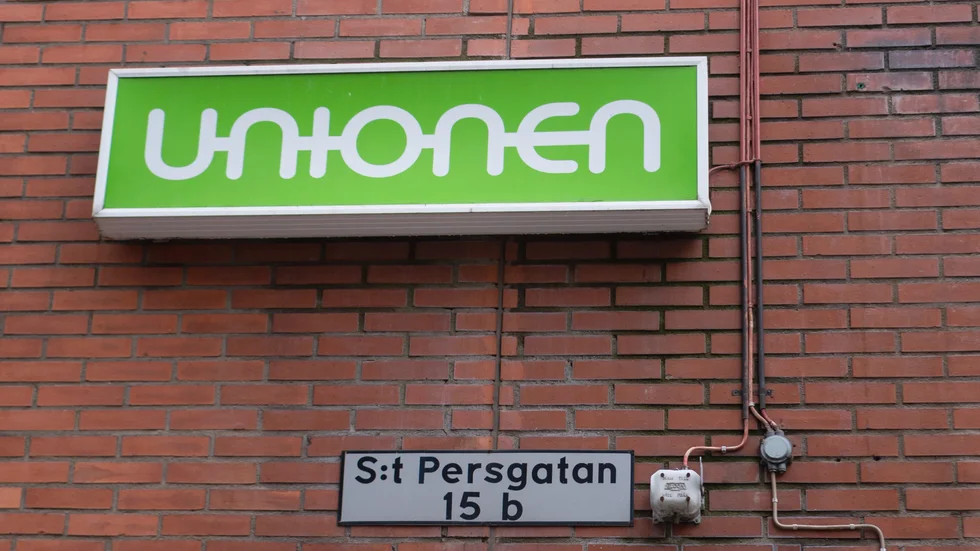 UNIONEN
S:t Persgatan
15 b